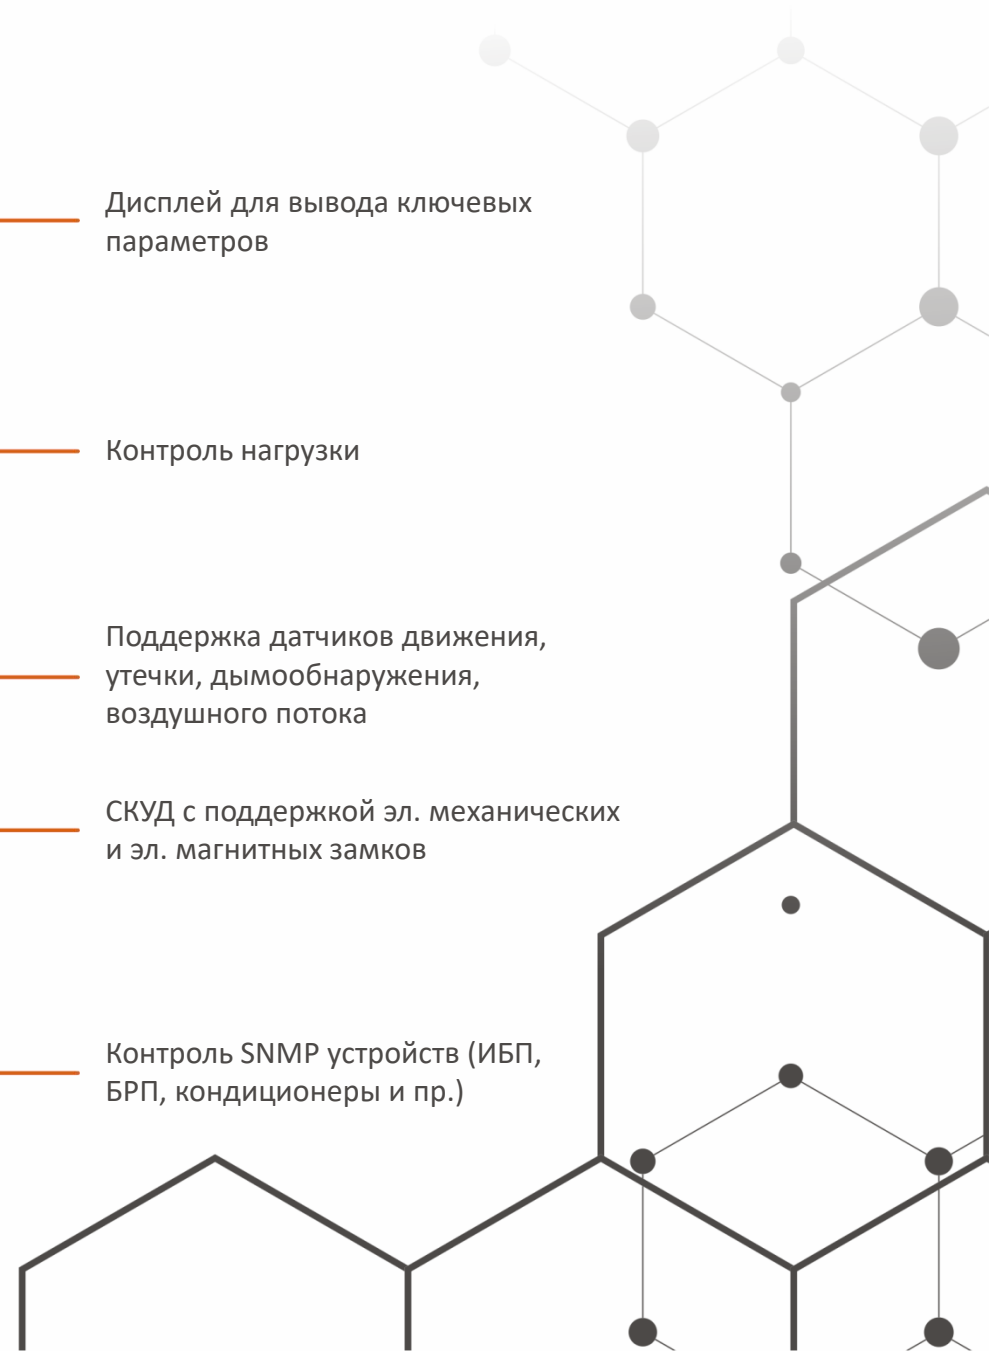 Дисплей для вывода ключевых
параметров
Контроль нагрузки
Поддержка датчиков движения,
утечки, дымообнаружения,
воздушного потока
СКУД с поддержкой эл. механических
и эл. магнитных замков
Контроль SNMP устройств (ИБП,
БРП, кондиционеры и пр.)